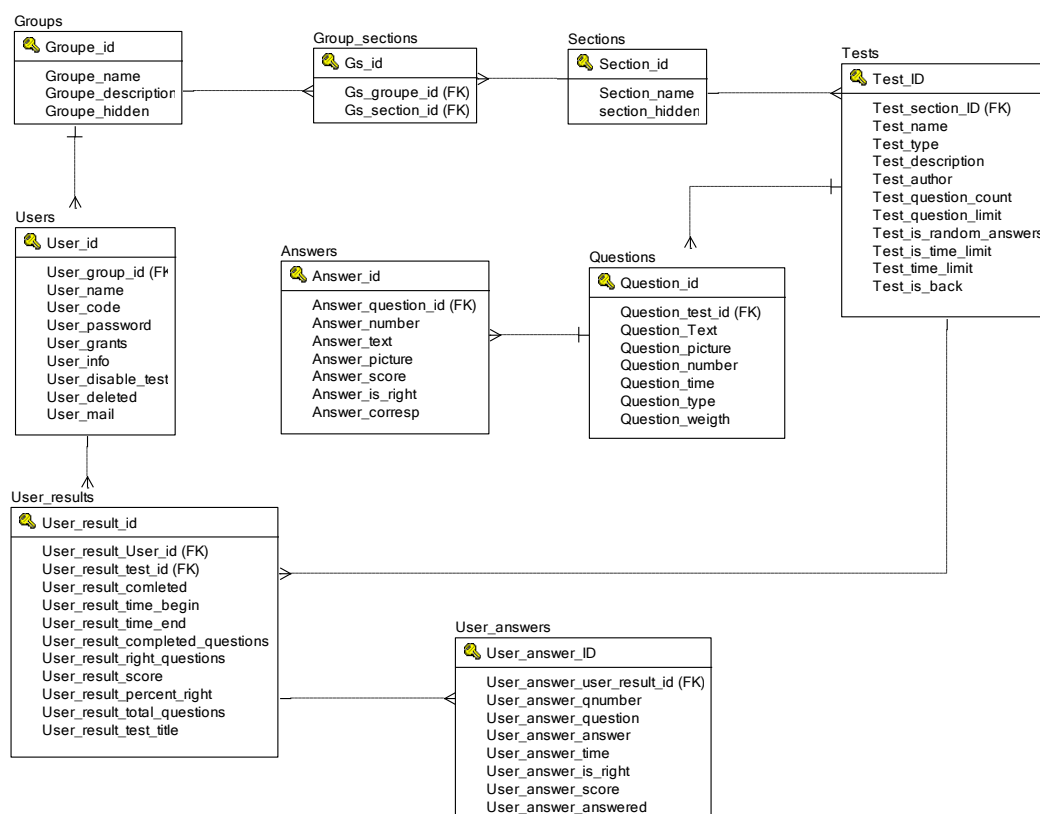 Groups
Groupe_id
Groupe_name
Groupe_description
Groupe_hidden
Group_sections
Gs_id
Gs_groupe_id (FK)
Gs_section_id (FK)
Sections
Section_id
Section_name
section_hidden
Tests
Test_ID
Test_section_ID (FK)
Test_name
Test_type
Test_description
Test_author
Test_question_count
Test_question_limit
Test_is_random_answers
Test_is_time_limit
Test_time_limit
Test_is_back
Users
User_id
User_group_id (FK
User_name
User_code
User_password
User_grants
User_info
User_disable_test
User_deleted
User_mail
Answers
Answer_id
Answer_question_id (FK)
Answer_number
Answer_text
Answer_picture
Answer_score
Answer_is_right
Answer_corresp
Questions
Question_id
Question_test_id (FK)
Question_Text
Question_picture
Question_number
Question_time
Question_type
Question_weigth
User_results
User_result_id
User_result_User_id (FK)
User_result_test_id (FK)
User_result_comleted
User_result_time_begin
User_result_time_end
User_result_completed_questions
User_result_right_questions
User_result_score
User_result_percent_right
User_result_total_questions
User_result_test_title
User_answers
User_answer_ID
User_answer_user_result_id (FK)
User_answer_qnumber
User_answer_question
User_answer_answer
User_answer_time
User_answer_is_right
User_answer_score
User_answer_answered